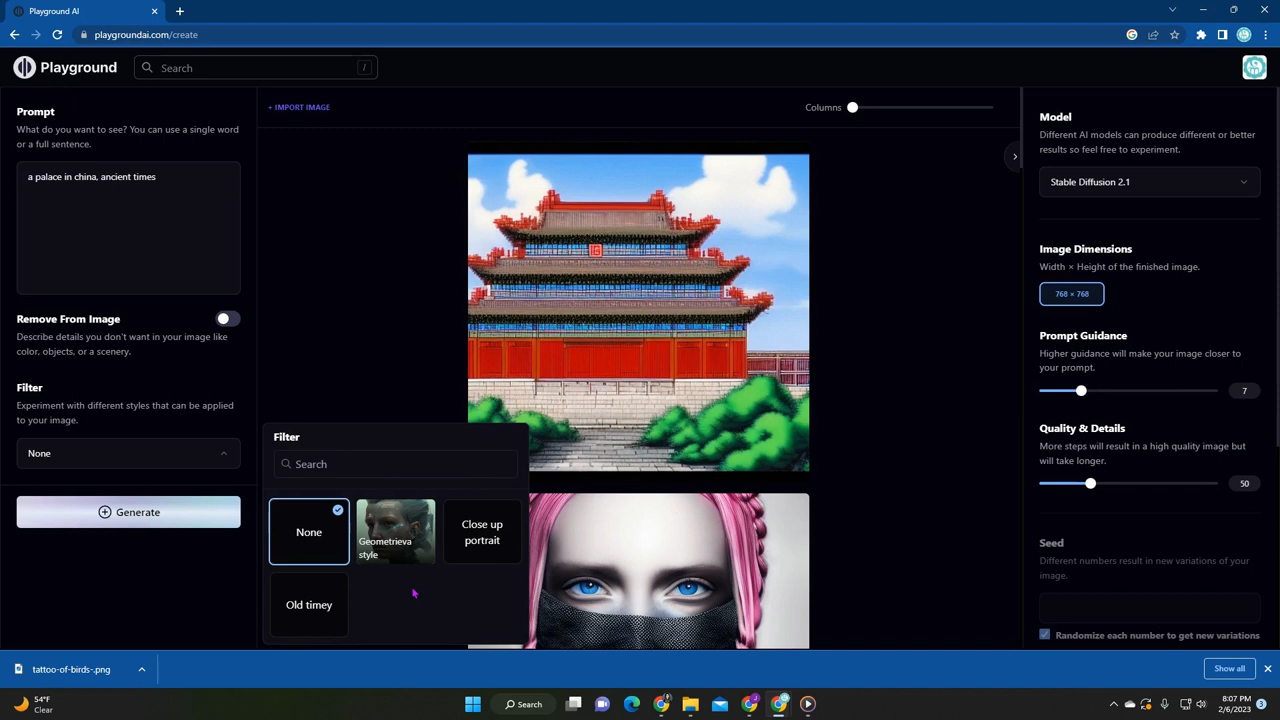 Playground AI
playgroundai.com/create
Playground
Search
/
Prompt
What do you want to see? You can use a single word
or a full sentence.
a palace in china, ancient times
Remove From Image
Describe details you don't want in your image like
color, objects, or a scenery.
Filter
Experiment with different styles that can be applied
to your image.
None
Generate
+ IMPORT IMAGE
Columns
Filter
Search
None
Geometrieva
style
Close up
portrait
Old timey
Model
Different AI models can produce different or better
results so feel free to experiment.
Stable Diffusion 2.1
Image Dimensions
Width × Height of the finished image.
768 × 768
Prompt Guidance
Higher guidance will make your image closer to
your prompt.
7
Quality & Details
More steps will result in a high quality image but
will take longer.
50
Seed
Different numbers result in new variations of your
image.
Randomize each number to get new variations
tattoo-of-birds-.png
Show all
54°F
Clear
Search
8:07 PM
2/6/2023
3